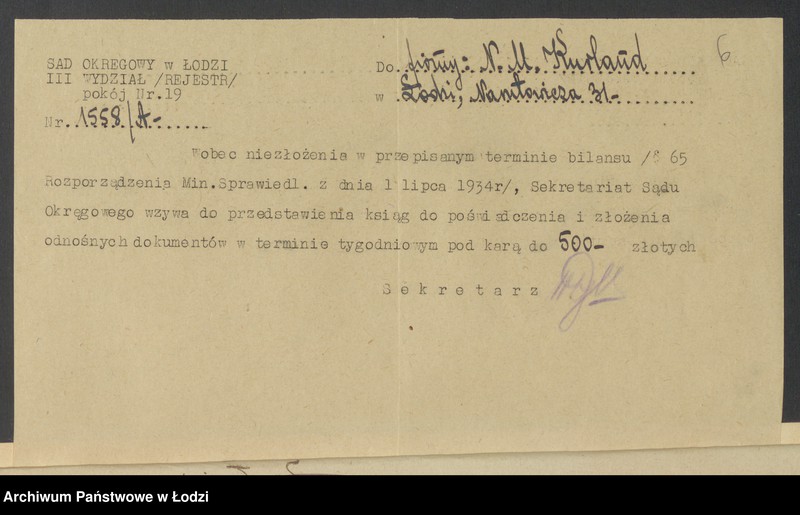 SAD OKRĘGOWY w ŁODZI
III WYDZIAŁ /REJESTR/
pokój Nr.19
Nr. 1558/A-
Do firmy: N. M. Kurland
w Łodzi, Narutowicza 31-
6
Wobec niezłożenia w przepisanym terminie bilansu /§ 65
Rozporządzenia Min.Sprawiedl. z dnia 1 lipca 1934r/, Sekretariat Sądu
Okręgowego wzywa do przedstawienia ksiąg do poświadczenia i złożenia
odnośnych dokumentów w terminie tygodniowym pod karą do 500- złotych
Sekretarz
Archiwum Państwowe w Łodzi